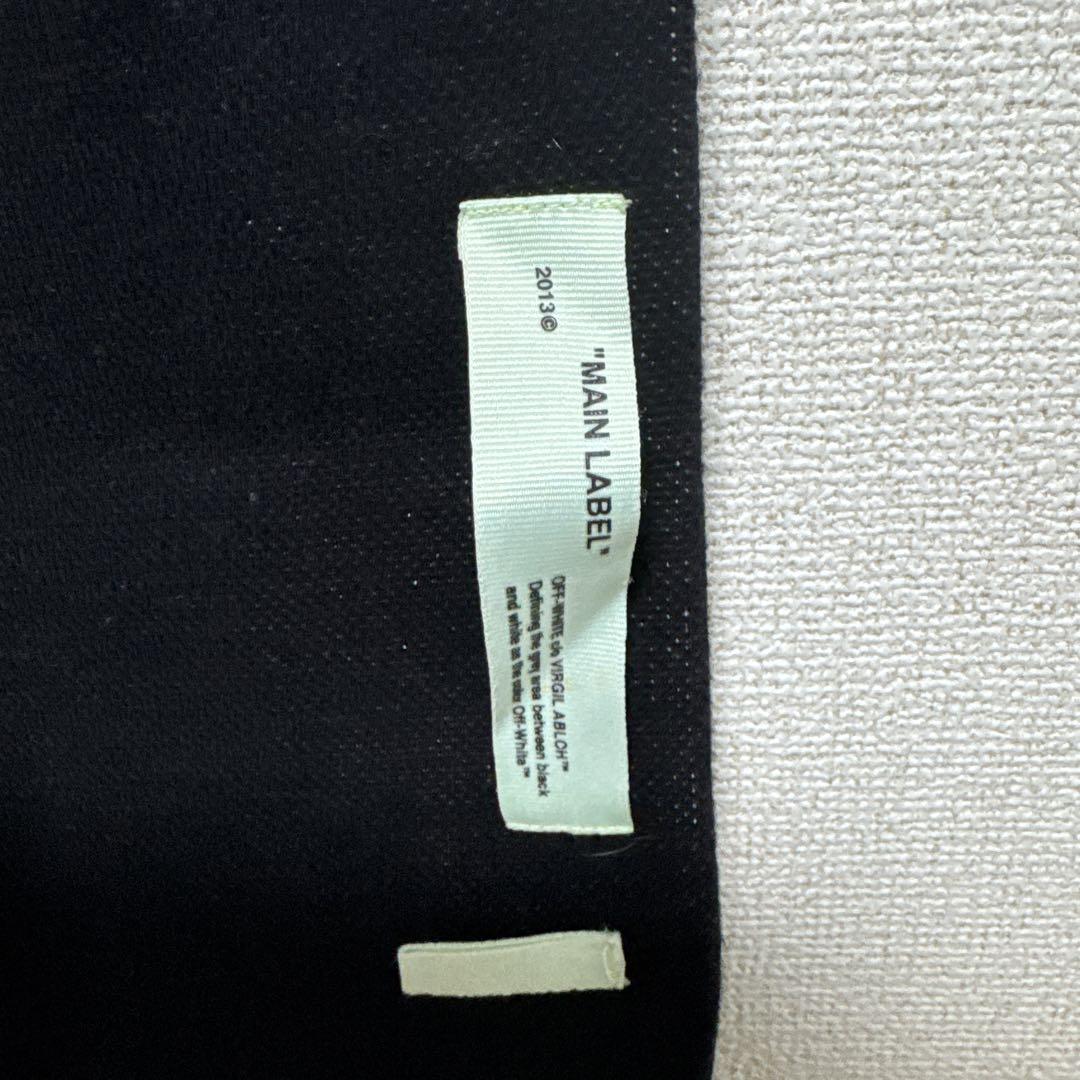 2013©
"MAIN LABEL"
OFF-WHITE c/o VIRGIL ABLOH™
Defining the grey area between black
and white as the color Off-White™